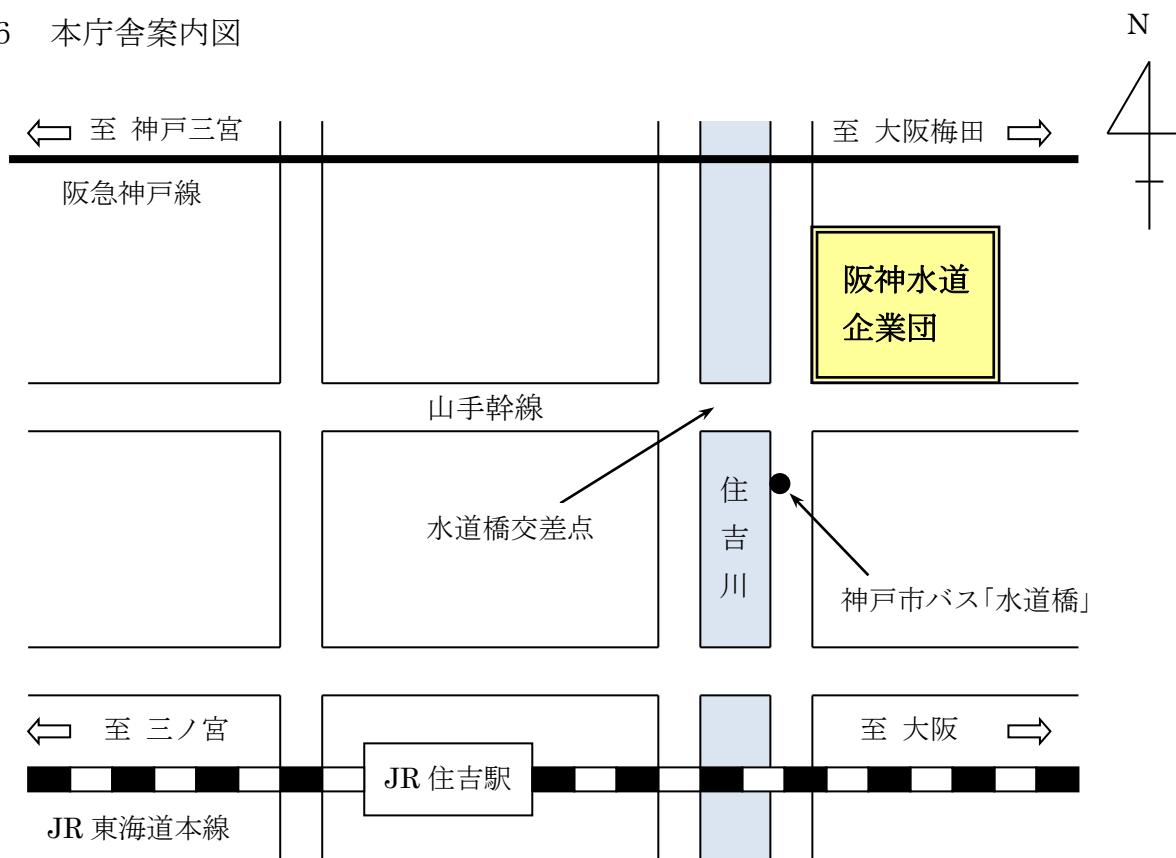 6 本庁舎案内図
N
至 神戸三宮
至 大阪梅田
阪急神戸線
阪神水道
企業団
山手幹線
水道橋交差点
住吉川
神戸市バス「水道橋」
至 三ノ宮
至 大阪
JR 住吉駅
JR 東海道本線